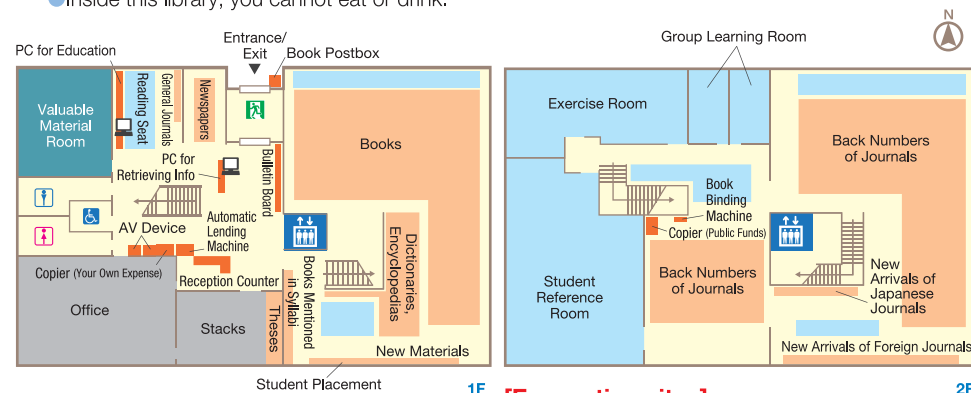 Inside this library, you cannot eat or drink.
N
PC for Education
Entrance/
Exit
Book Postbox
Group Learning Room
Valuable
Material
Room
Reading Seat
General Journals
Newspapers
Books
Exercise Room
Back Numbers
of Journals
PC for
Retrieving Info
Bulletin Board
Book
Binding
Machine
Copier (Public Funds)
AV Device
Automatic
Lending
Machine
Dictionaries,
Encyclopedias
Copier (Your Own Expense)
Reception Counter
Books Mentioned
in Syllabi
Office
Stacks
Theses
New Materials
Student Placement
1F
Student
Reference
Room
Back Numbers
of Journals
New
Arrivals of
Japanese
Journals
New Arrivals of Foreign Journals
2F